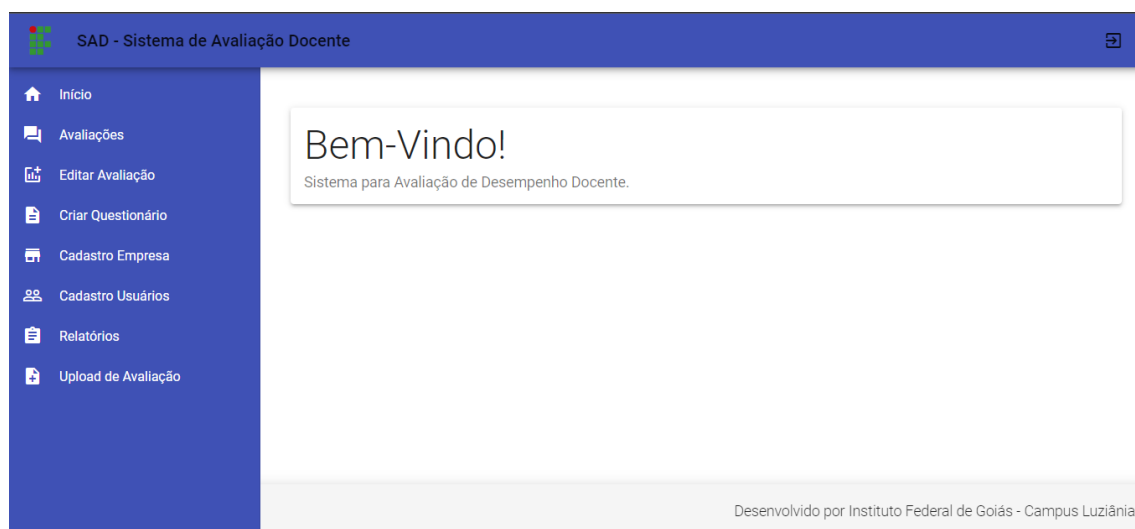 SAD - Sistema de Avaliação Docente
Início
Avaliações
Editar Avaliação
Criar Questionário
Cadastro Empresa
Cadastro Usuários
Relatórios
Upload de Avaliação
Bem-Vindo!
Sistema para Avaliação de Desempenho Docente.
Desenvolvido por Instituto Federal de Goiás - Campus Luziânia